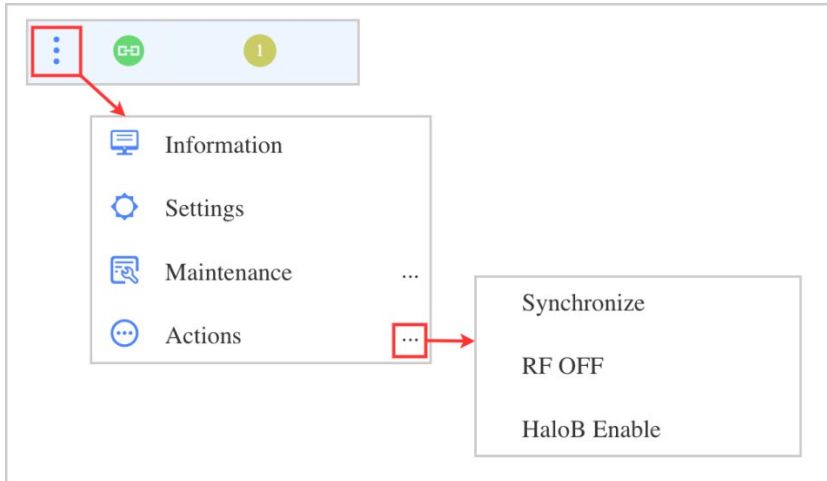 1
Information
Settings
Maintenance ...
Actions ...
Synchronize
RF OFF
HaloB Enable